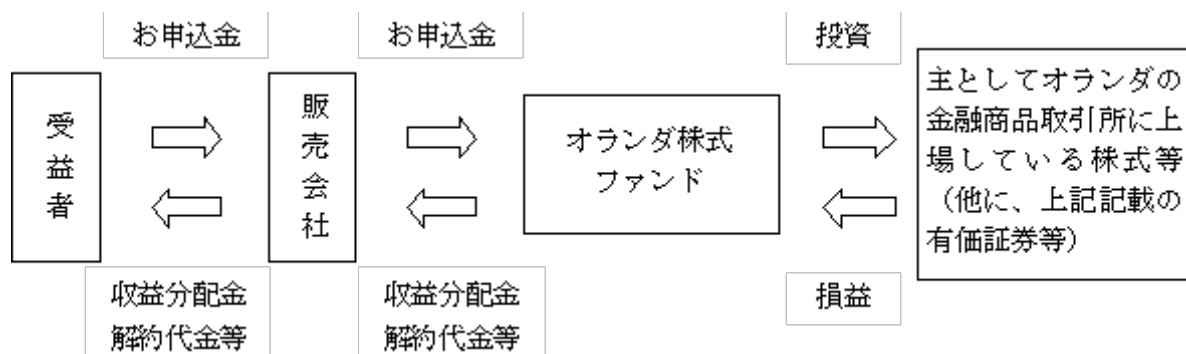 お申込金
お申込金
投資
受益者
販売会社
オランダ株式
ファンド
主としてオランダの
金融商品取引所に上
場している株式等
（他に、上記記載の
有価証券等）
収益分配金
解約代金等
収益分配金
解約代金等
損益